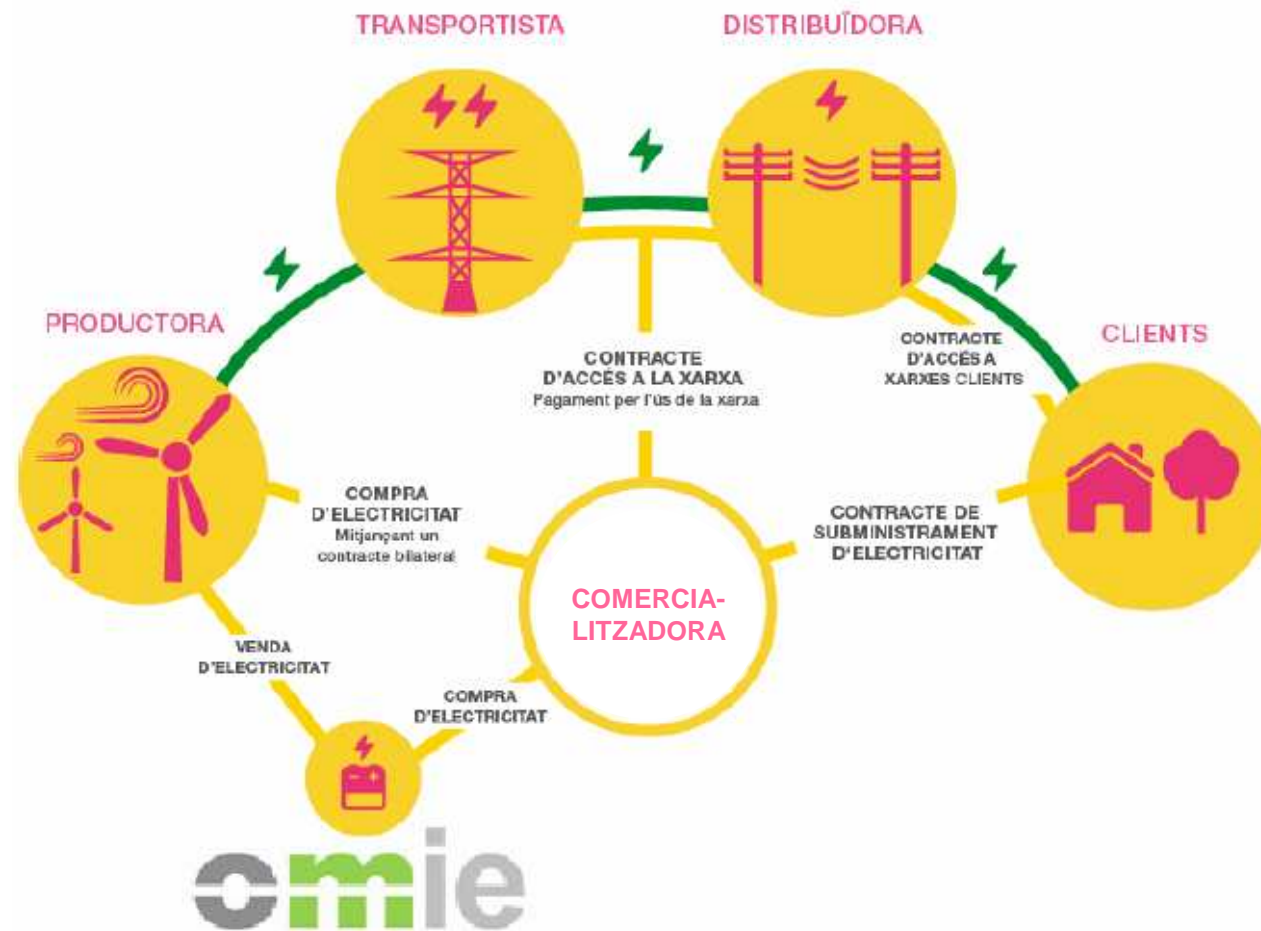 TRANSPORTISTA
DISTRIBUÏDORA
PRODUCTORA
CLIENTS
CONTRACTE
D'ACCÉS A LA XARXA
Pagament per l'ús de la xarxa
CONTRACTE
D'ACCÉS A
XARXES CLIENTS
COMPRA
D'ELECTRICITAT
Mitjançant un
contracte bilateral
CONTRACTE DE
SUBMINISTRAMENT
D'ELECTRICITAT
COMERCIA-
LITZADORA
VENDA
D'ELECTRICITAT
COMPRA
D'ELECTRICITAT
omie